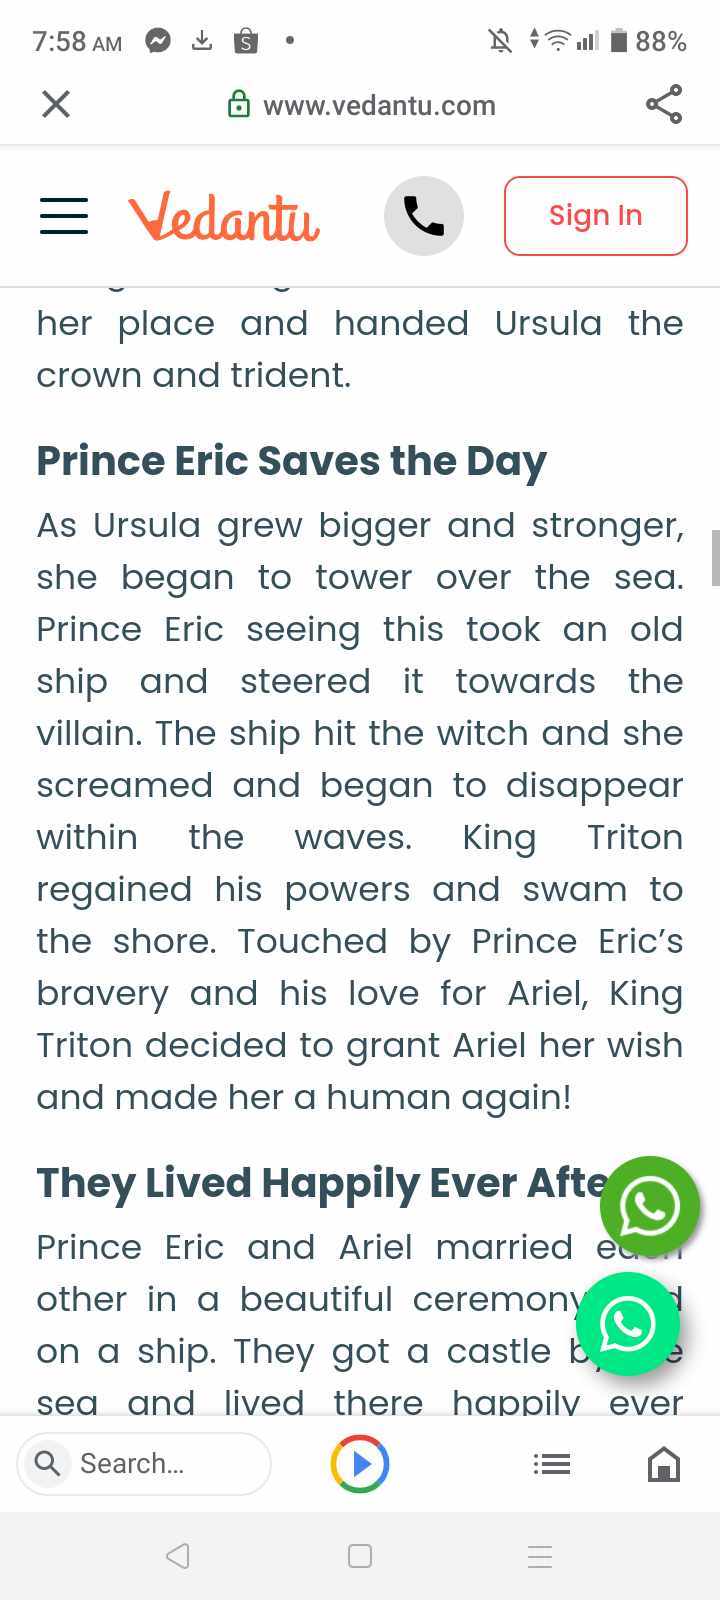 7:58 AM S 88%
www.vedantu.com
Vedantu Sign In
her place and handed Ursula the
crown and trident.
Prince Eric Saves the Day
As Ursula grew bigger and stronger,
she began to tower over the sea.
Prince Eric seeing this took an old
ship and steered it towards the
villain. The ship hit the witch and she
screamed and began to disappear
within the waves. King Triton
regained his powers and swam to
the shore. Touched by Prince Eric’s
bravery and his love for Ariel, King
Triton decided to grant Ariel her wish
and made her a human again!
They Lived Happily Ever Afte
Prince Eric and Ariel married
other in a beautiful ceremony
on a ship. They got a castle
sea and lived there happily ever
Search...